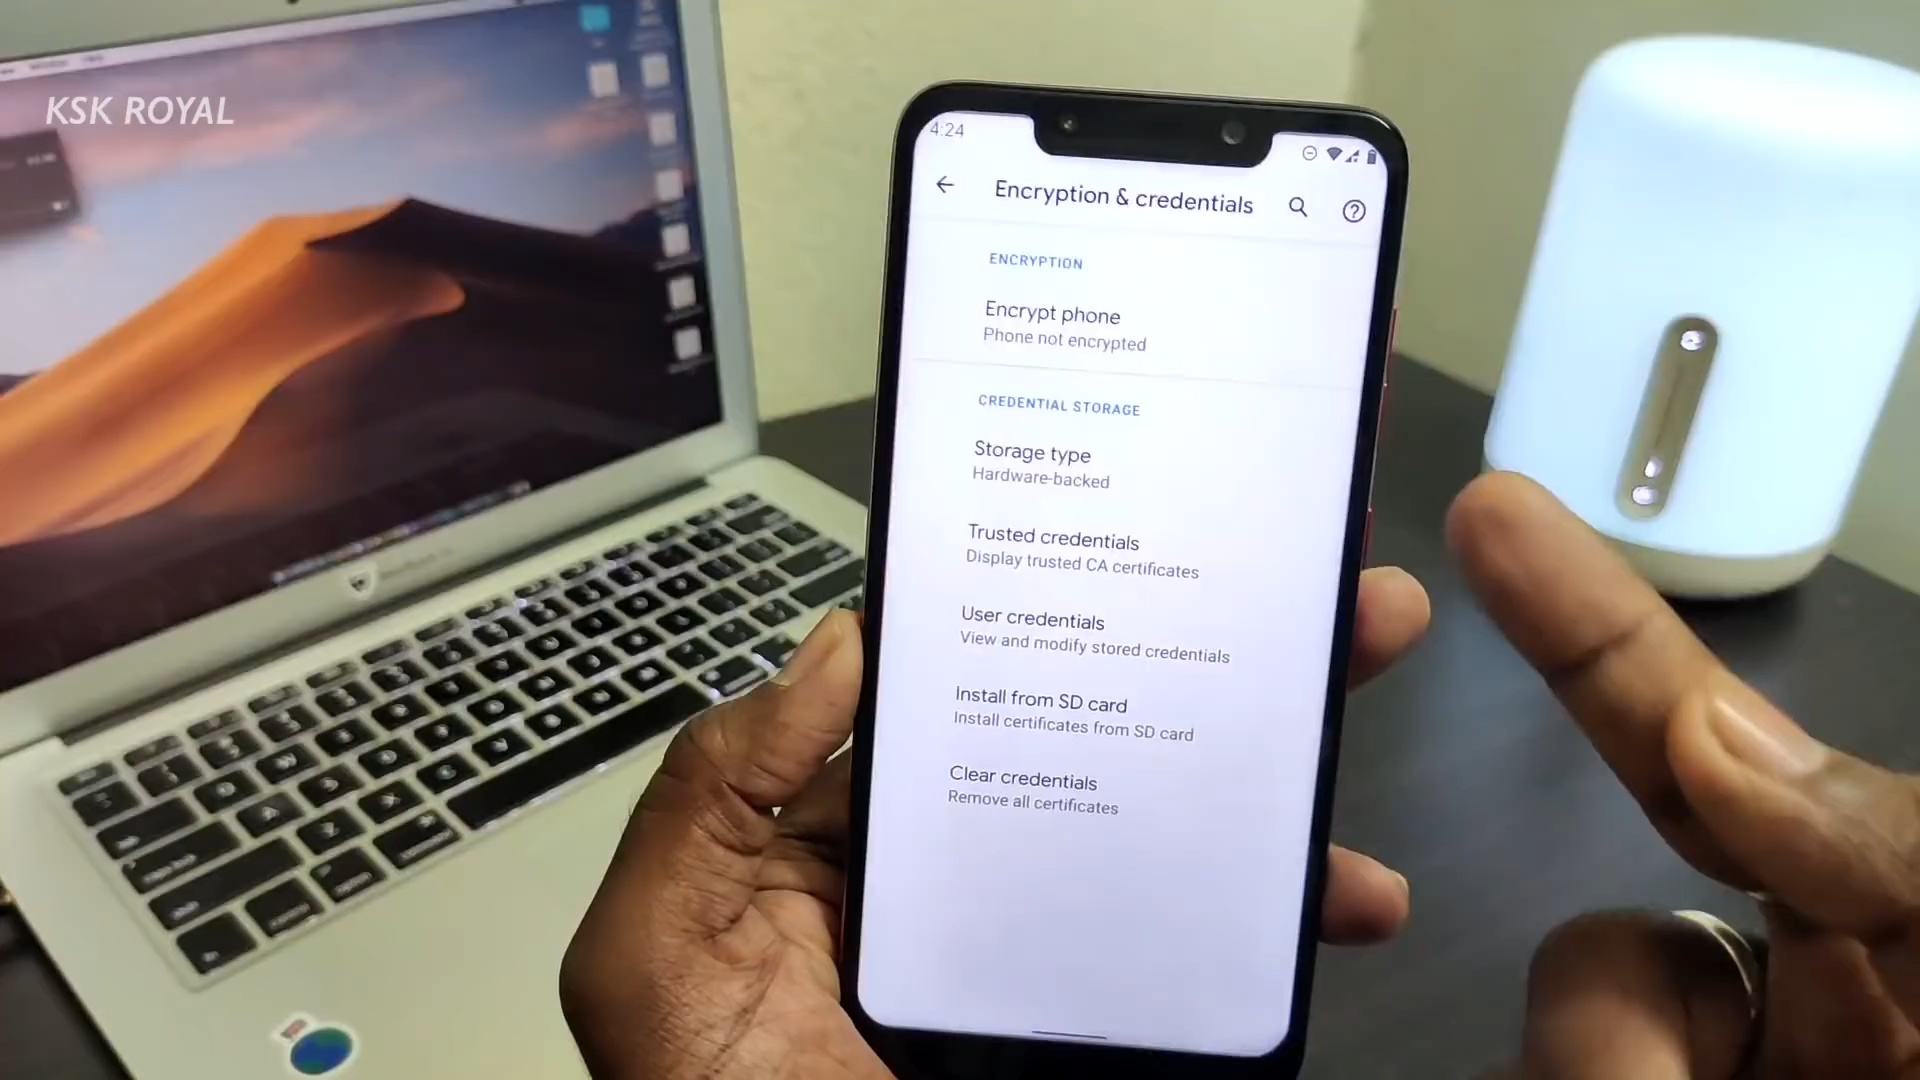 KSK ROYAL
4:24
Encryption & credentials
ENCRYPTION
Encrypt phone
Phone not encrypted
CREDENTIAL STORAGE
Storage type
Hardware-backed
Trusted credentials
Display trusted CA certificates
User credentials
View and modify stored credentials
Install from SD card
Install certificates from SD card
Clear credentials
Remove all certificates